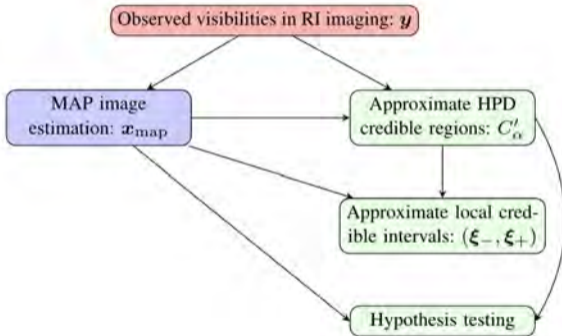 Observed visibilities in RI imaging: y
MAP image
estimation: x_map
Approximate HPD
credible regions: C′_α
Approximate local cred-
ible intervals: (ξ_−, ξ_+)
Hypothesis testing